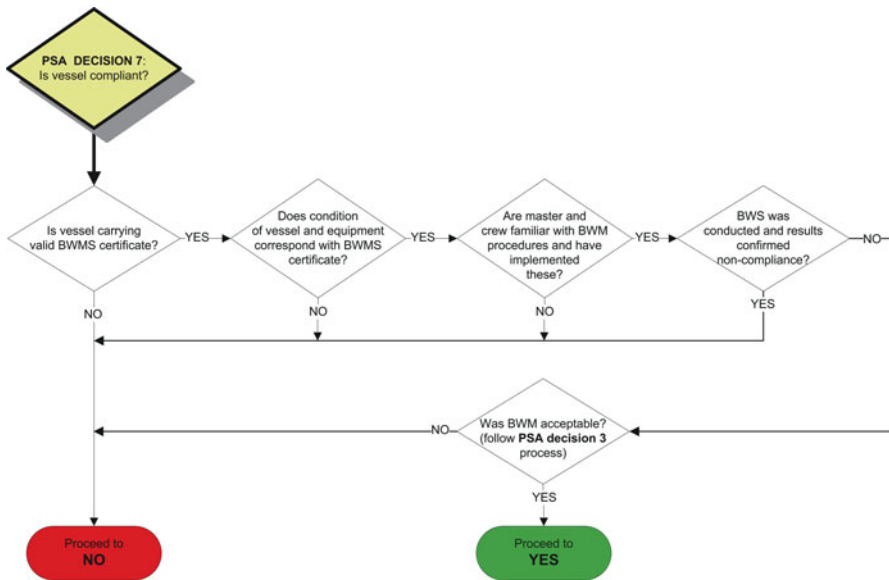 PSA DECISION 7:
Is vessel compliant?
Is vessel carrying
valid BWMS certificate?
YES
Does condition
of vessel and equipment
correspond with BWMS
certificate?
YES
Are master and
crew familiar with BWM
procedures and have
implemented
these?
YES
BWS was
conducted and results
confirmed
non-compliance?
NO
NO
NO
NO
YES
Was BWM acceptable?
(follow PSA decision 3
process)
NO
YES
Proceed to
NO
Proceed to
YES